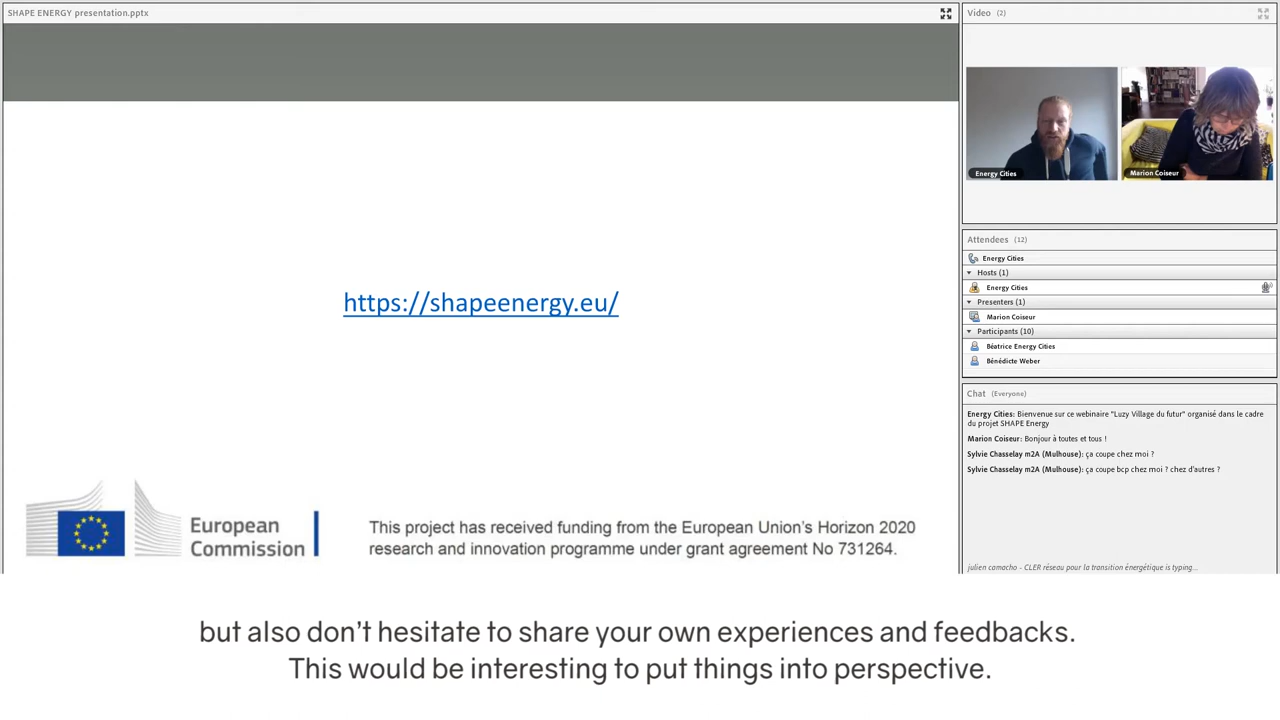 SHAPE ENERGY presentation.pptx
https://shapeenergy.eu/
European
Commission
This project has received funding from the European Union's Horizon 2020
research and innovation programme under grant agreement No 731264.
Video (2)
Energy Cities
Marion Coiseur
Attendees (12)
Energy Cities
Hosts (1)
Energy Cities
Presenters (1)
Marion Coiseur
Participants (10)
Béatrice Energy Cities
Bénédicte Weber
Chat (Everyone)
Energy Cities: Bienvenue sur ce webinaire "Luzy Village du futur" organisé dans le cadre
du projet SHAPE Energy
Marion Coiseur: Bonjour à toutes et tous !
Sylvie Chasselay m2A (Mulhouse): ça coupe chez moi ?
Sylvie Chasselay m2A (Mulhouse): ça coupe bcp chez moi ? chez d'autres ?
julien camacho - CLER réseau pour la transition énergétique is typing...
but also don’t hesitate to share your own experiences and feedbacks.
This would be interesting to put things into perspective.